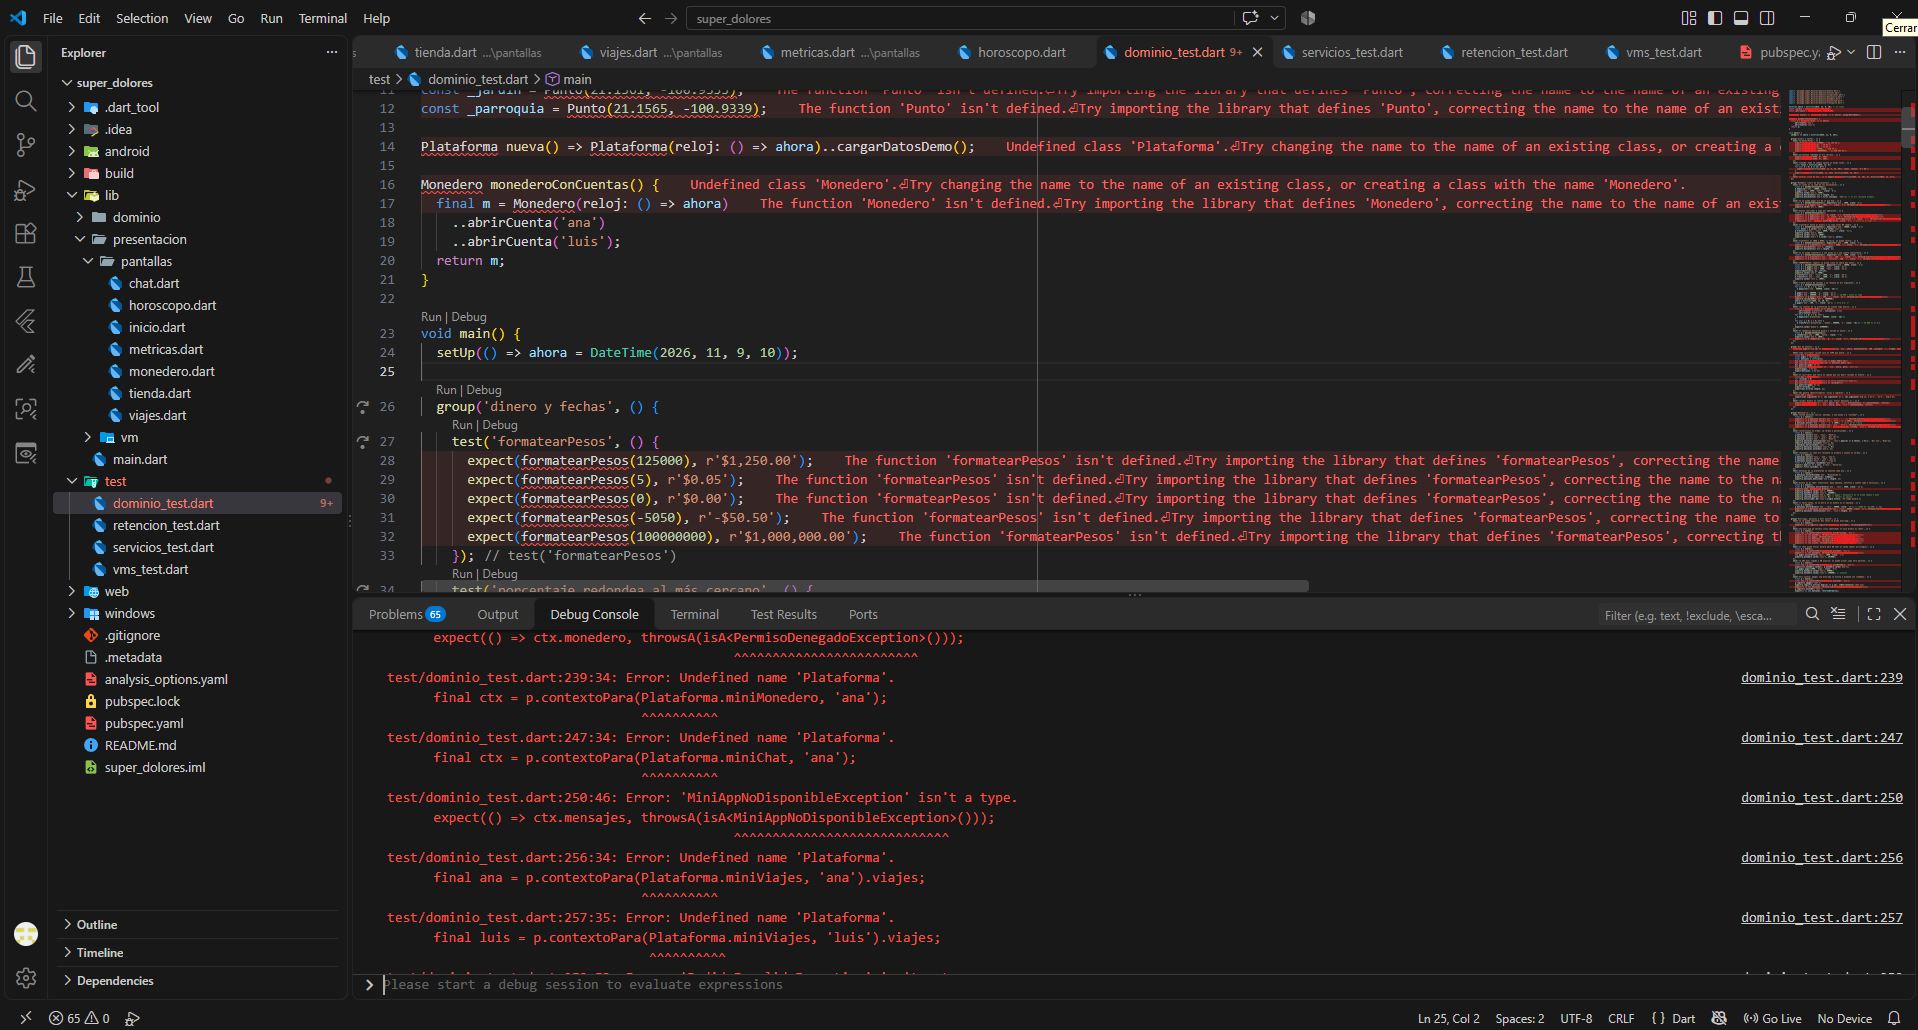 File Edit Selection View Go Run Terminal Help
super_dolores
Cerrar
Explorer
super_dolores
.dart_tool
.idea
android
build
lib
dominio
presentacion
pantallas
chat.dart
horoscopo.dart
inicio.dart
metricas.dart
monedero.dart
tienda.dart
viajes.dart
vm
main.dart
test
dominio_test.dart 9+
retencion_test.dart
servicios_test.dart
vms_test.dart
web
windows
.gitignore
.metadata
analysis_options.yaml
pubspec.lock
pubspec.yaml
README.md
super_dolores.iml
Outline
Timeline
Dependencies
tienda.dart ...\pantallas viajes.dart ...\pantallas metricas.dart ...\pantallas horoscopo.dart dominio_test.dart 9+ servicios_test.dart retencion_test.dart vms_test.dart pubspec.y
test > dominio_test.dart > main
12 const _parroquia = Punto(21.1565, -100.9339); The function 'Punto' isn't defined.⏎Try importing the library that defines 'Punto', correcting the name to the name of an exist
13
14 Plataforma nueva() => Plataforma(reloj: () => ahora)..cargarDatosDemo(); Undefined class 'Plataforma'.⏎Try changing the name to the name of an existing class, or creating a
15
16 Monedero monederoConCuentas() { Undefined class 'Monedero'.⏎Try changing the name to the name of an existing class, or creating a class with the name 'Monedero'.
17 final m = Monedero(reloj: () => ahora) The function 'Monedero' isn't defined.⏎Try importing the library that defines 'Monedero', correcting the name to the name of an exis
18 ..abrirCuenta('ana')
19 ..abrirCuenta('luis');
20 return m;
21 }
22
Run | Debug
23 void main() {
24 setUp(() => ahora = DateTime(2026, 11, 9, 10));
25
Run | Debug
26 group('dinero y fechas', () {
Run | Debug
27 test('formatearPesos', () {
28 expect(formatearPesos(125000), r'$1,250.00'); The function 'formatearPesos' isn't defined.⏎Try importing the library that defines 'formatearPesos', correcting the name
29 expect(formatearPesos(5), r'$0.05'); The function 'formatearPesos' isn't defined.⏎Try importing the library that defines 'formatearPesos', correcting the name to the na
30 expect(formatearPesos(0), r'$0.00'); The function 'formatearPesos' isn't defined.⏎Try importing the library that defines 'formatearPesos', correcting the name to the na
31 expect(formatearPesos(-5050), r'-$50.50'); The function 'formatearPesos' isn't defined.⏎Try importing the library that defines 'formatearPesos', correcting the name to
32 expect(formatearPesos(100000000), r'$1,000,000.00'); The function 'formatearPesos' isn't defined.⏎Try importing the library that defines 'formatearPesos', correcting th
33 }); // test('formatearPesos')
Run | Debug
34 test('porcentaje redondea al más cercano', () {
Problems 65 Output Debug Console Terminal Test Results Ports
Filter (e.g. text, !exclude, \esca...
expect(() => ctx.monedero, throwsA(isA<PermisoDenegadoException>()));
^^^^^^^^^^^^^^^^^^^^^^^^
test/dominio_test.dart:239:34: Error: Undefined name 'Plataforma'. dominio_test.dart:239
final ctx = p.contextoPara(Plataforma.miniMonedero, 'ana');
^^^^^^^^^^
test/dominio_test.dart:247:34: Error: Undefined name 'Plataforma'. dominio_test.dart:247
final ctx = p.contextoPara(Plataforma.miniChat, 'ana');
^^^^^^^^^^
test/dominio_test.dart:250:46: Error: 'MiniAppNoDisponibleException' isn't a type. dominio_test.dart:250
expect(() => ctx.mensajes, throwsA(isA<MiniAppNoDisponibleException>()));
^^^^^^^^^^^^^^^^^^^^^^^^^^^^
test/dominio_test.dart:256:34: Error: Undefined name 'Plataforma'. dominio_test.dart:256
final ana = p.contextoPara(Plataforma.miniViajes, 'ana').viajes;
^^^^^^^^^^
test/dominio_test.dart:257:35: Error: Undefined name 'Plataforma'. dominio_test.dart:257
final luis = p.contextoPara(Plataforma.miniViajes, 'luis').viajes;
^^^^^^^^^^
Please start a debug session to evaluate expressions
65 0
Ln 25, Col 2 Spaces: 2 UTF-8 CRLF { } Dart Go Live No Device